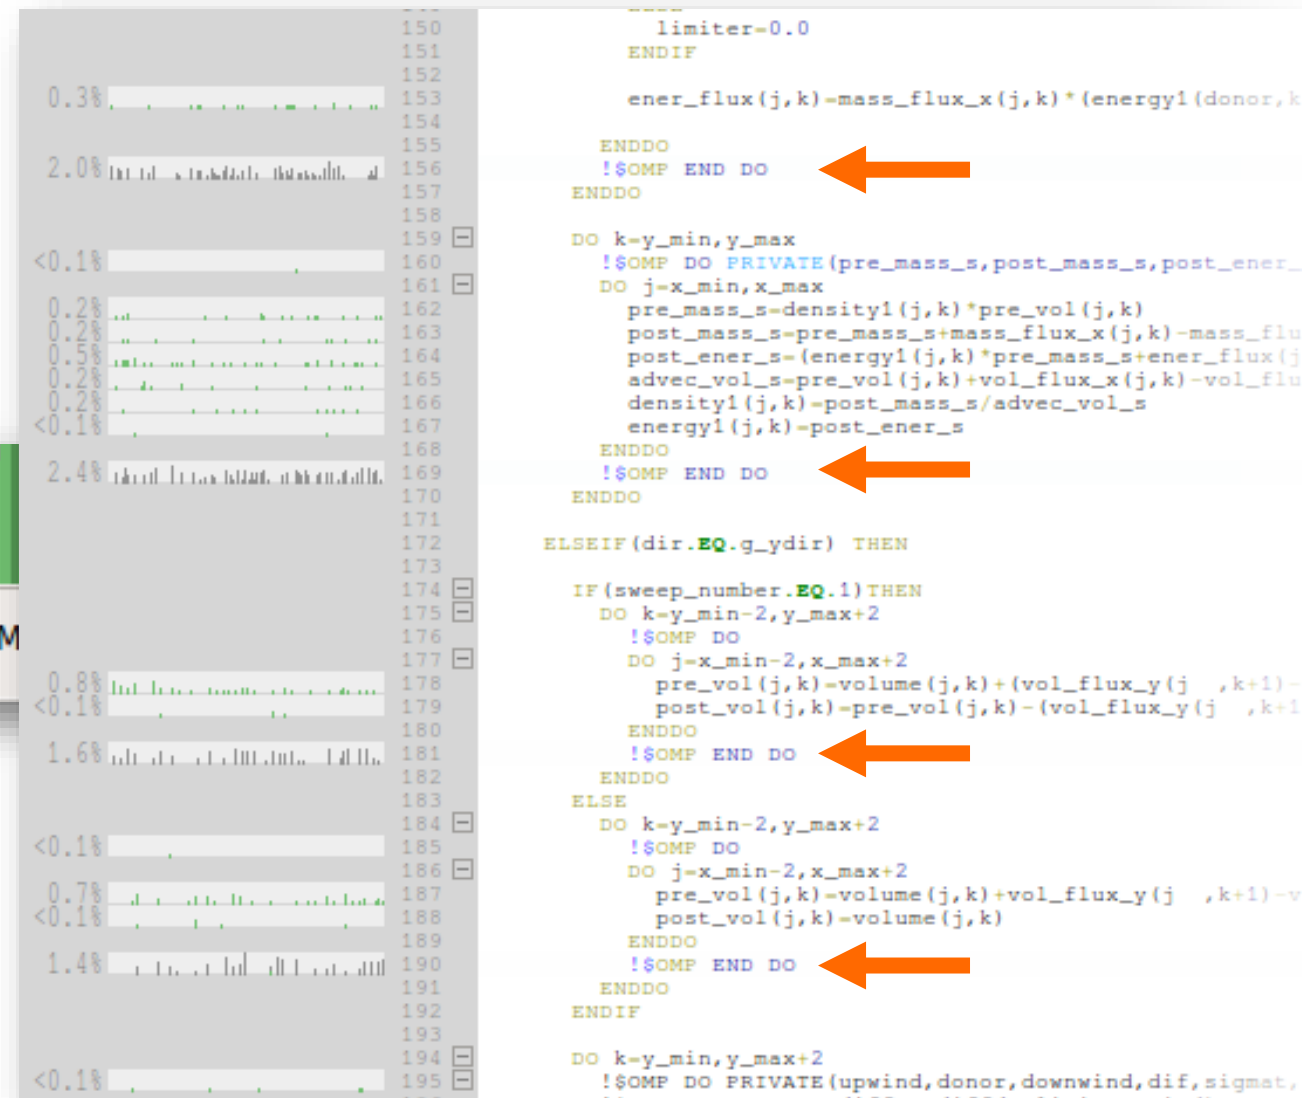 150 limiter=0.0
151 ENDIF
152
0.3% 153 ener_flux(j,k)=mass_flux_x(j,k)*(energy1(donor,k
154
155 ENDDO
2.0% 156 !$OMP END DO
157 ENDDO
158
159 DO k=y_min,y_max
<0.1% 160 !$OMP DO PRIVATE(pre_mass_s,post_mass_s,post_ener_
161 DO j=x_min,x_max
0.2% 162 pre_mass_s=density1(j,k)*pre_vol(j,k)
0.2% 163 post_mass_s=pre_mass_s+mass_flux_x(j,k)-mass_flu
0.5% 164 post_ener_s=(energy1(j,k)*pre_mass_s+ener_flux(j
0.2% 165 advec_vol_s=pre_vol(j,k)+vol_flux_x(j,k)-vol_flu
0.2% 166 density1(j,k)=post_mass_s/advec_vol_s
<0.1% 167 energy1(j,k)=post_ener_s
168 ENDDO
2.4% 169 !$OMP END DO
170 ENDDO
171
172 ELSEIF(dir.EQ.g_ydir) THEN
173
174 IF(sweep_number.EQ.1)THEN
175 DO k=y_min-2,y_max+2
176 !$OMP DO
177 DO j=x_min-2,x_max+2
0.8% 178 pre_vol(j,k)=volume(j,k)+(vol_flux_y(j  ,k+1)-
<0.1% 179 post_vol(j,k)=pre_vol(j,k)-(vol_flux_y(j  ,k+1
180 ENDDO
1.6% 181 !$OMP END DO
182 ENDDO
183 ELSE
184 DO k=y_min-2,y_max+2
<0.1% 185 !$OMP DO
186 DO j=x_min-2,x_max+2
0.7% 187 pre_vol(j,k)=volume(j,k)+vol_flux_y(j  ,k+1)-v
<0.1% 188 post_vol(j,k)=volume(j,k)
189 ENDDO
1.4% 190 !$OMP END DO
191 ENDDO
192 ENDIF
193
194 DO k=y_min,y_max+2
<0.1% 195 !$OMP DO PRIVATE(upwind,donor,downwind,dif,sigmat,
M